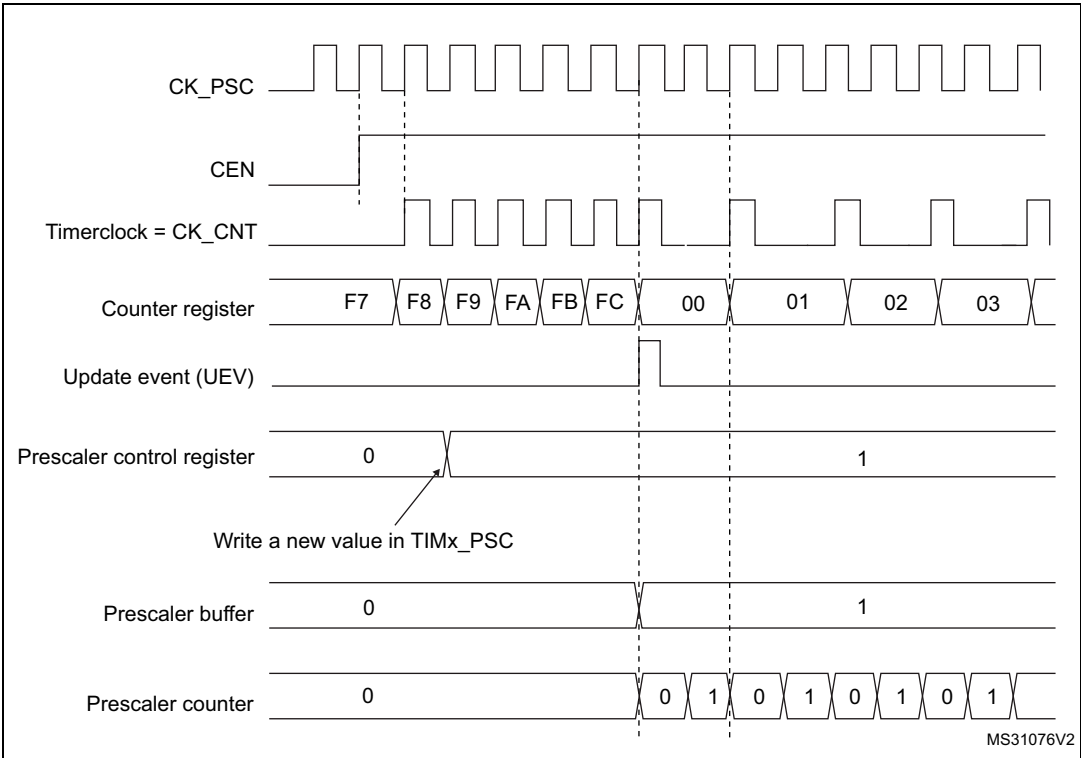 CK_PSC
CEN
Timerclock = CK_CNT
Counter register F7 F8 F9 FA FB FC 00 01 02 03
Update event (UEV)
Prescaler control register 0 1
Write a new value in TIMx_PSC
Prescaler buffer 0 1
Prescaler counter 0 0 1 0 1 0 1 0 1
MS31076V2